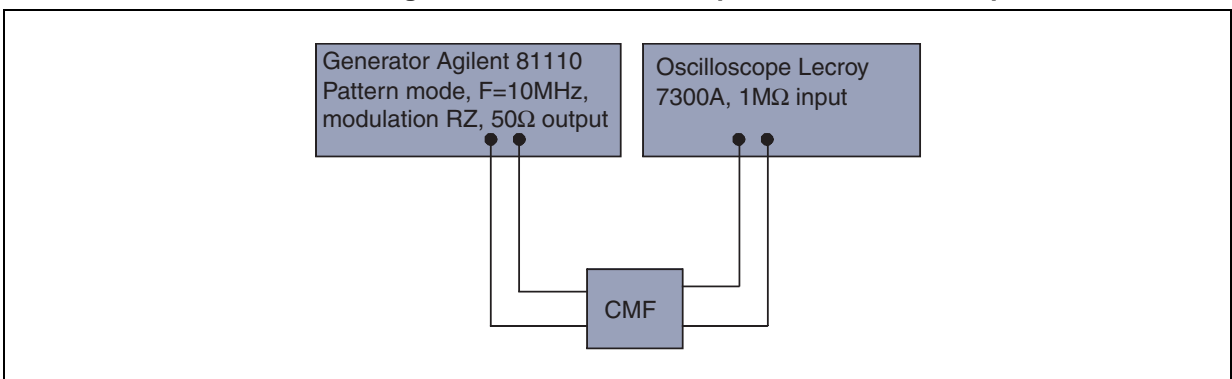 Generator Agilent 81110
Pattern mode, F=10MHz,
modulation RZ, 50Ω output
Oscilloscope Lecroy
7300A, 1MΩ input
CMF